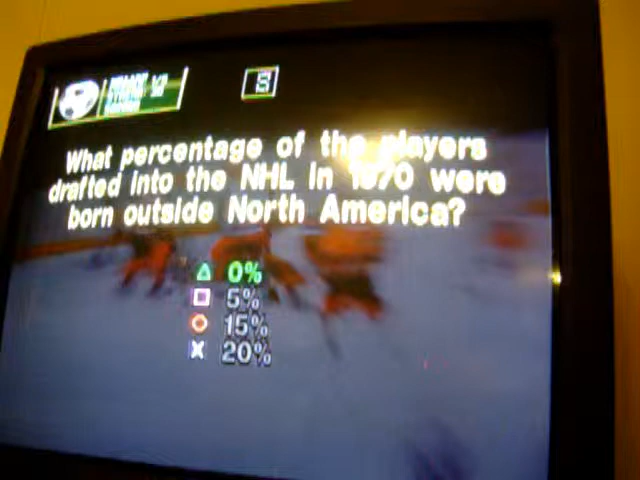 S
What percentage of the players
drafted into the NHL in 1970 were
born outside North America?
0%
5%
15%
20%